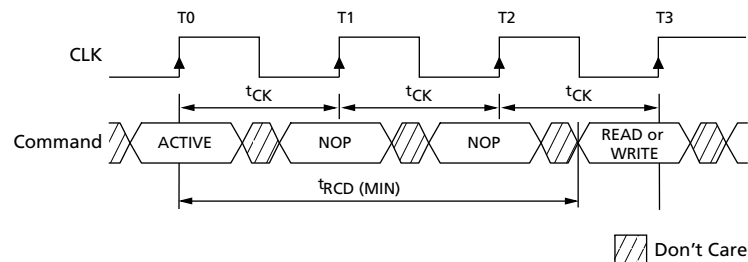 T0 T1 T2 T3
CLK
tCK tCK tCK
Command ACTIVE NOP NOP READ or
WRITE
tRCD (MIN)
Don't Care